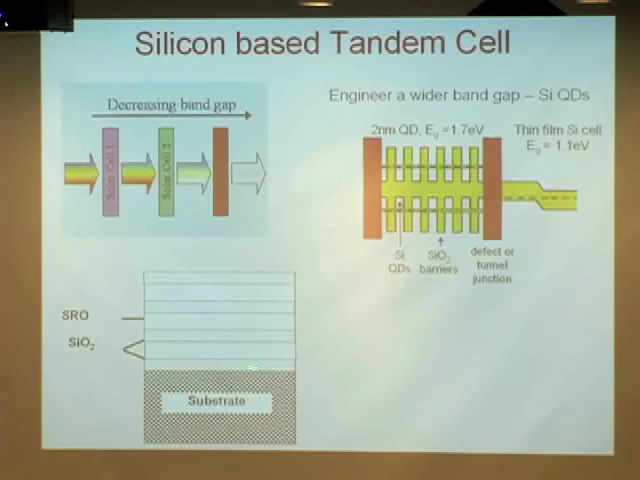 Silicon based Tandem Cell
Decreasing band gap
Solar Cell 1
Solar Cell 2
Engineer a wider band gap – Si QDs
2nm QD, Eg =1.7eV
Thin film Si cell
Eg = 1.1eV
Si
QDs
SiO2
barriers
defect or
tunnel
junction
SRO
SiO2
Substrate